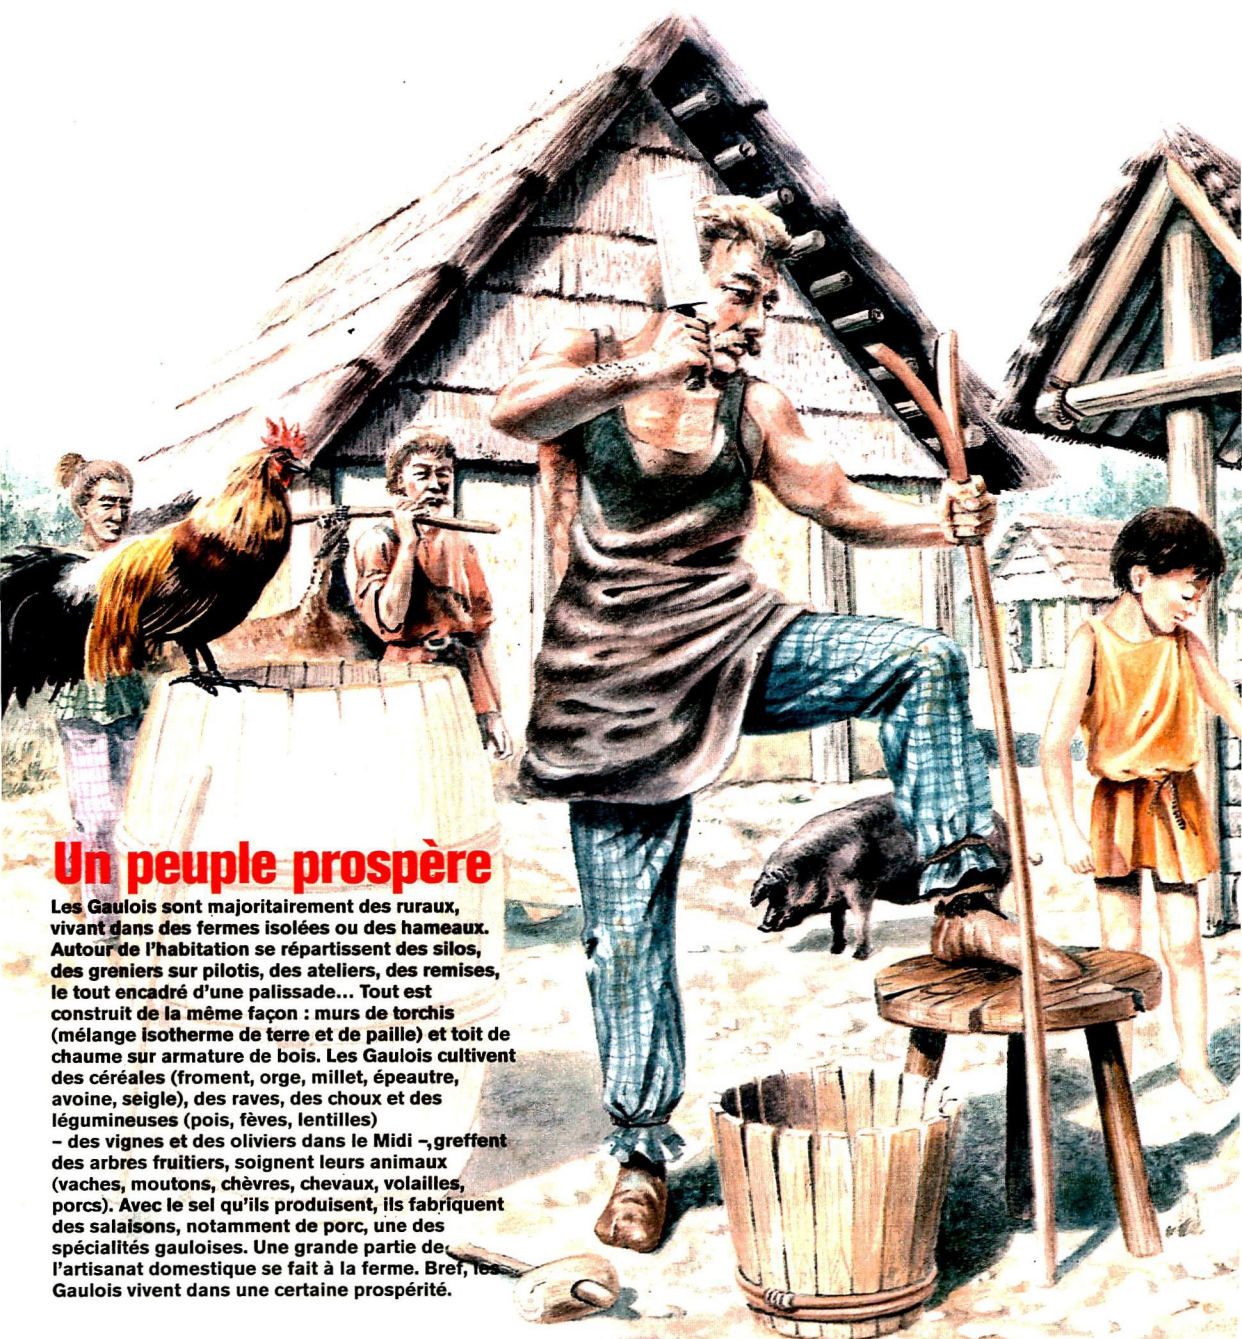 Un peuple prospère
Les Gaulois sont majoritairement des ruraux,
vivant dans des fermes isolées ou des hameaux.
Autour de l'habitation se répartissent des silos,
des greniers sur pilotis, des ateliers, des remises,
le tout encadré d'une palissade... Tout est
construit de la même façon : murs de torchis
(mélange isotherme de terre et de paille) et toit de
chaume sur armature de bois. Les Gaulois cultivent
des céréales (froment, orge, millet, épeautre,
avoine, seigle), des raves, des choux et des
légumineuses (pois, fèves, lentilles)
– des vignes et des oliviers dans le Midi –, greffent
des arbres fruitiers, soignent leurs animaux
(vaches, moutons, chèvres, chevaux, volailles,
porcs). Avec le sel qu'ils produisent, ils fabriquent
des salaisons, notamment de porc, une des
spécialités gauloises. Une grande partie de
l'artisanat domestique se fait à la ferme. Bref, les
Gaulois vivent dans une certaine prospérité.